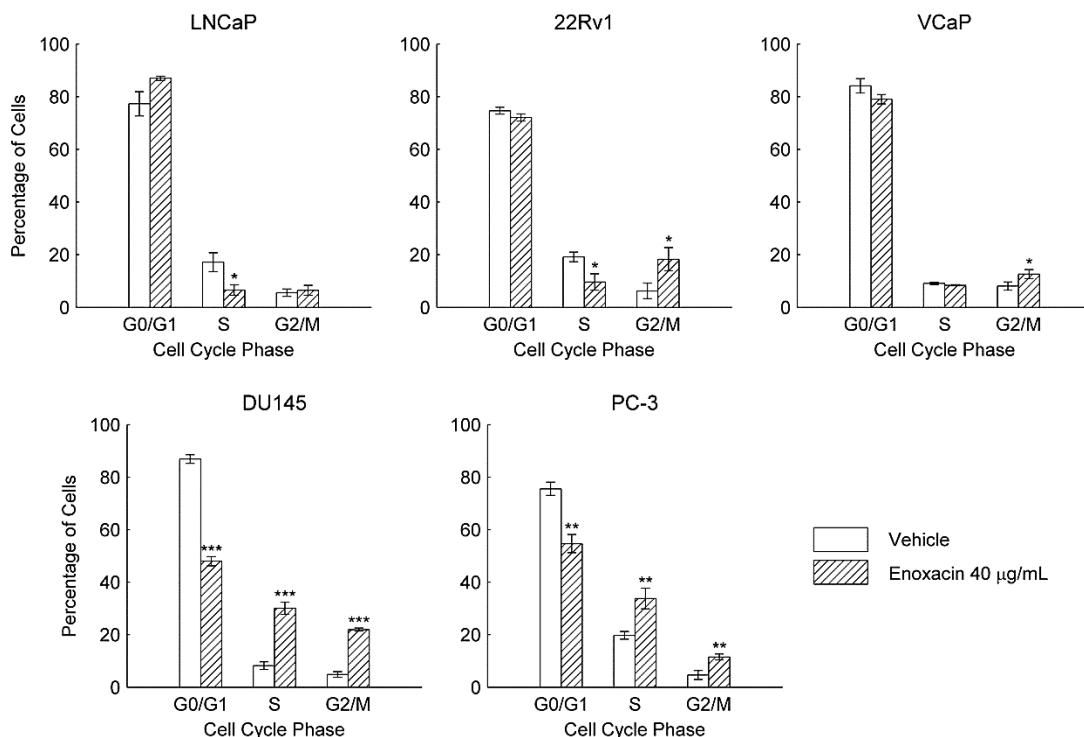 LNCaP
100
80
60
40
20
0
Percentage of Cells
*
G0/G1 S G2/M
Cell Cycle Phase
22Rv1
100
80
60
40
20
0
* *
G0/G1 S G2/M
Cell Cycle Phase
VCaP
100
80
60
40
20
0
*
G0/G1 S G2/M
Cell Cycle Phase
DU145
100
80
60
40
20
0
Percentage of Cells
*** *** ***
G0/G1 S G2/M
Cell Cycle Phase
PC-3
100
80
60
40
20
0
** ** **
G0/G1 S G2/M
Cell Cycle Phase
Vehicle
Enoxacin 40 μg/mL